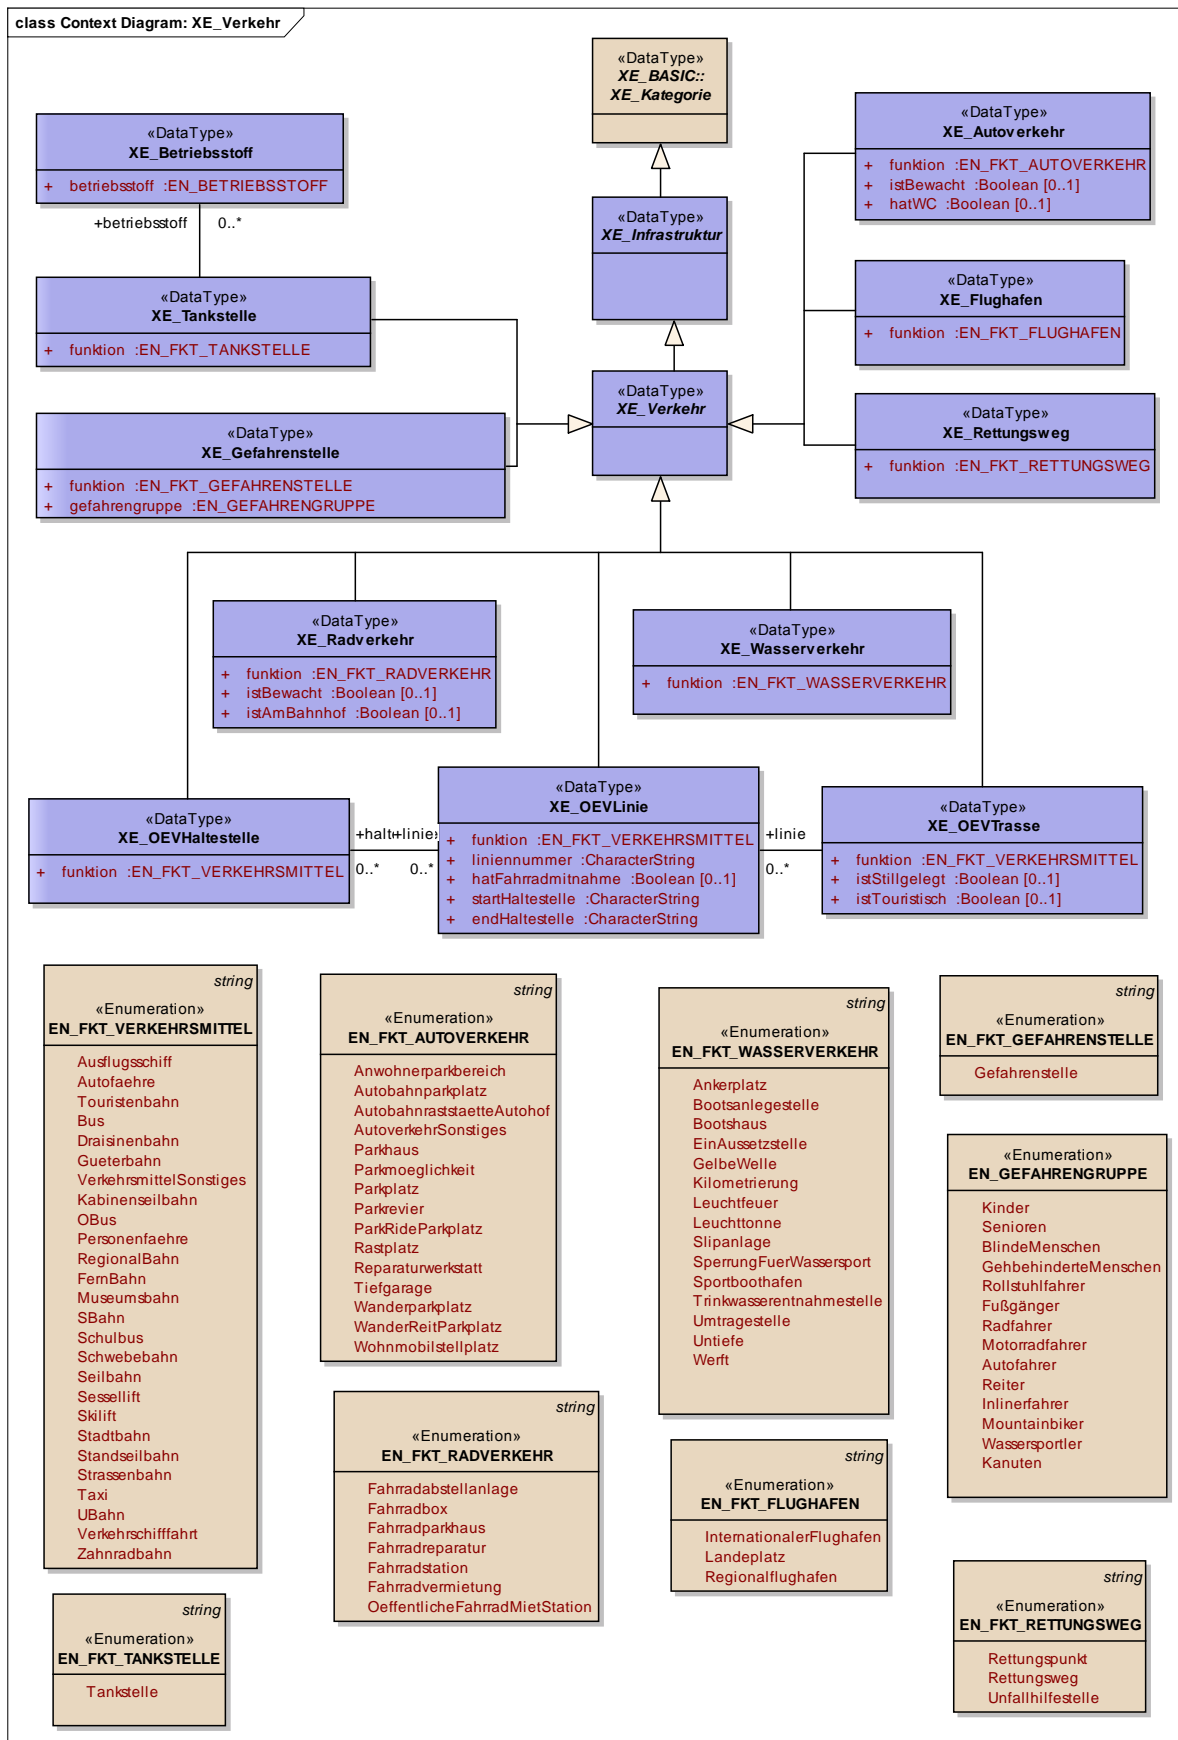 class Context Diagram: XE_Verkehr
«DataType»
XE_BASIC::
XE_Kategorie
«DataType»
XE_Betriebsstoff
+ betriebsstoff :EN_BETRIEBSSTOFF
+betriebsstoff 0..*
«DataType»
XE_Autoverkehr
+ funktion :EN_FKT_AUTOVERKEHR
+ istBewacht :Boolean [0..1]
+ hatWC :Boolean [0..1]
«DataType»
XE_Infrastruktur
«DataType»
XE_Tankstelle
+ funktion :EN_FKT_TANKSTELLE
«DataType»
XE_Flughafen
+ funktion :EN_FKT_FLUGHAFEN
«DataType»
XE_Verkehr
«DataType»
XE_Gefahrenstelle
+ funktion :EN_FKT_GEFAHRENSTELLE
+ gefahrengruppe :EN_GEFAHRENGRUPPE
«DataType»
XE_Rettungsweg
+ funktion :EN_FKT_RETTUNGSWEG
«DataType»
XE_Radverkehr
+ funktion :EN_FKT_RADVERKEHR
+ istBewacht :Boolean [0..1]
+ istAmBahnhof :Boolean [0..1]
«DataType»
XE_Wasserverkehr
+ funktion :EN_FKT_WASSERVERKEHR
«DataType»
XE_OEVHaltestelle
+ funktion :EN_FKT_VERKEHRSMITTEL
+halt +linie
0..* 0..*
«DataType»
XE_OEVLinie
+ funktion :EN_FKT_VERKEHRSMITTEL
+ liniennummer :CharacterString
+ hatFahrradmitnahme :Boolean [0..1]
+ startHaltestelle :CharacterString
+ endHaltestelle :CharacterString
+linie
0..*
«DataType»
XE_OEVTrasse
+ funktion :EN_FKT_VERKEHRSMITTEL
+ istStillgelegt :Boolean [0..1]
+ istTouristisch :Boolean [0..1]
string
«Enumeration»
EN_FKT_VERKEHRSMITTEL
Ausflugsschiff
Autofaehre
Touristenbahn
Bus
Draisinenbahn
Gueterbahn
VerkehrsmittelSonstiges
Kabinenseilbahn
OBus
Personenfaehre
RegionalBahn
FernBahn
Museumsbahn
SBahn
Schulbus
Schwebebahn
Seilbahn
Sessellift
Skilift
Stadtbahn
Standseilbahn
Strassenbahn
Taxi
UBahn
Verkehrschifffahrt
Zahnradbahn
string
«Enumeration»
EN_FKT_TANKSTELLE
Tankstelle
string
«Enumeration»
EN_FKT_AUTOVERKEHR
Anwohnerparkbereich
Autobahnparkplatz
AutobahnraststaetteAutohof
AutoverkehrSonstiges
Parkhaus
Parkmoeglichkeit
Parkplatz
Parkrevier
ParkRideParkplatz
Rastplatz
Reparaturwerkstatt
Tiefgarage
Wanderparkplatz
WanderReitParkplatz
Wohnmobilstellplatz
string
«Enumeration»
EN_FKT_RADVERKEHR
Fahrradabstellanlage
Fahrradbox
Fahrradparkhaus
Fahrradreparatur
Fahrradstation
Fahrradvermietung
OeffentlicheFahrradMietStation
string
«Enumeration»
EN_FKT_WASSERVERKEHR
Ankerplatz
Bootsanlegestelle
Bootshaus
EinAussetzstelle
GelbeWelle
Kilometrierung
Leuchtfeuer
Leuchttonne
Slipanlage
SperrungFuerWassersport
Sportboothafen
Trinkwasserentnahmestelle
Umtragestelle
Untiefe
Werft
string
«Enumeration»
EN_FKT_FLUGHAFEN
InternationalerFlughafen
Landeplatz
Regionalflughafen
string
«Enumeration»
EN_FKT_GEFAHRENSTELLE
Gefahrenstelle
«Enumeration»
EN_GEFAHRENGRUPPE
Kinder
Senioren
BlindeMenschen
GehbehinderteMenschen
Rollstuhlfahrer
Fußgänger
Radfahrer
Motorradfahrer
Autofahrer
Reiter
Inlinerfahrer
Mountainbiker
Wassersportler
Kanuten
string
«Enumeration»
EN_FKT_RETTUNGSWEG
Rettungspunkt
Rettungsweg
Unfallhilfestelle